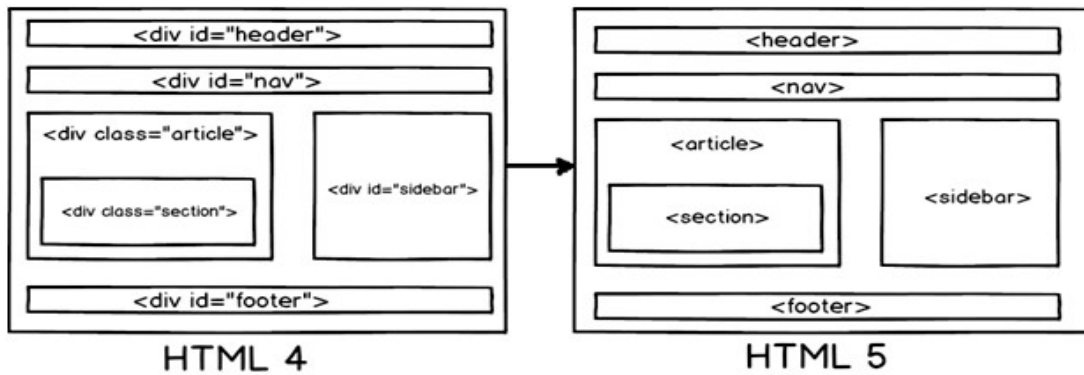 <div id="header">
<div id="nav">
<div class="article">
<div class="section">
<div id="sidebar">
<div id="footer">
HTML 4
<header>
<nav>
<article>
<section>
<sidebar>
<footer>
HTML 5